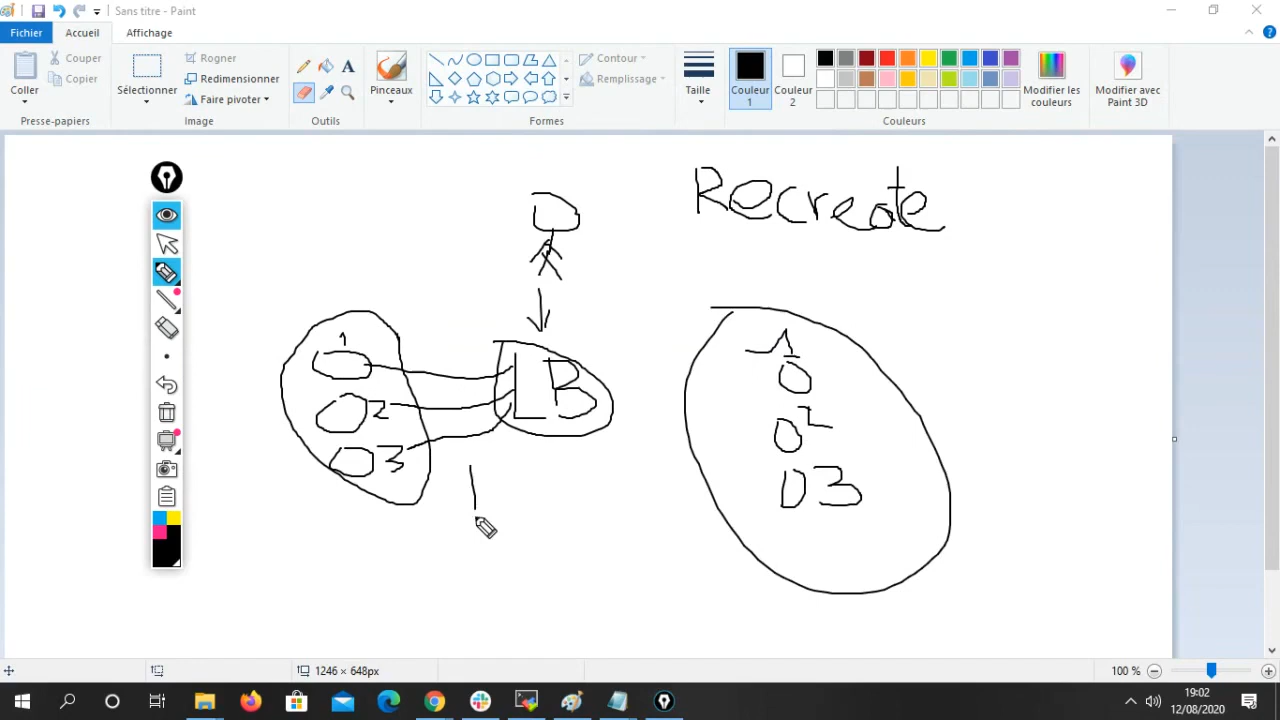 Sans titre - Paint
Fichier Accueil Affichage
Coller
Couper
Copier
Presse-papiers
Sélectionner
Rogner
Redimensionner
Faire pivoter
Image
A
Outils
Pinceaux
Contour
Remplissage
Formes
Taille
Couleur 1
Couleur 2
Modifier les couleurs
Couleurs
Modifier avec Paint 3D
Recreate
D
1
2
3
LB
1
2
3
1246 × 648px
100 %
19:02
12/08/2020